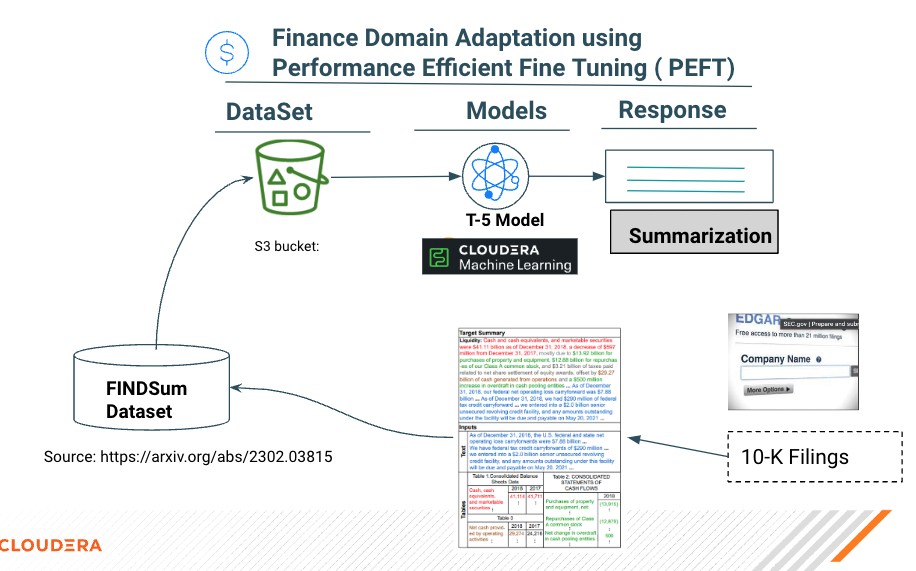 Finance Domain Adaptation using
Performance Efficient Fine Tuning ( PEFT)
DataSet
Models
Response
T-5 Model
CLOUDERA
Machine Learning
Summarization
S3 bucket:
FINDSum
Dataset
Source: https://arxiv.org/abs/2302.03815
Target Summary
Liquidity: Cash and cash equivalents, and marketable securities
were $41.11 billion as of December 31, 2018, a decrease of $597
million from December 31, 2017, mostly due to $13.92 billion for
purchases of property and equipment, $12.88 billion for repurchas
-es of our Class A common stock, and $3.21 billion of taxes paid
related to net share settlement of equity awards, offset by $29.27
billion of cash generated from operations and a $500 million
increase in overdraft in cash pooling entities ... As of December
31, 2018, our federal net operating loss carryforward was $7.88
billion ... As of December 31, 2018, we had $280 million of federal
tax credit carryforward ... we entered into a $2.0 billion senior
unsecured revolving credit facility, and any amounts outstanding
under the facility will be due and payable on May 20, 2021 ...
Inputs
Text
As of December 31, 2018, the U.S. federal and state net
operating loss carryforwards were $7.88 billion ...
We have federal tax credit carryforwards of $280 million ...
we entered into a $2.0 billion senior unsecured revolving
credit facility, and any amounts outstanding under this facility
will be due and payable on May 20, 2021 ...
Tables
Table 1: Consolidated Balance
Sheets Data
2018 2017
Cash, cash
equivalents,
and marketable
securities
41,114 41,711
Table 3
2018 2017
Net cash provid-
ed by operating
activities
29,274 24,216
Table 2: CONSOLIDATED
STATEMENTS OF
CASH FLOWS
2018
Purchases of property
and equipment, net
(13,915)
Repurchases of Class
A common stock
(12,879)
Net change in overdraft
in cash pooling entities
500
EDGAR
SEC.gov | Prepare and sub
Free access to more than 21 million filings
Company Name
More Options
10-K Filings
CLOUDERA